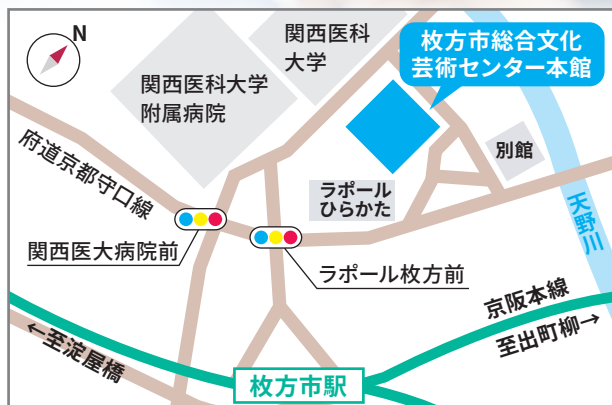 N
関西医科
大学
枚方市総合文化
芸術センター本館
関西医科大学
附属病院
別館
府道京都守口線
ラポール
ひらかた
天野川
関西医大病院前
ラポール枚方前
京阪本線
至出町柳→
←至淀屋橋
枚方市駅